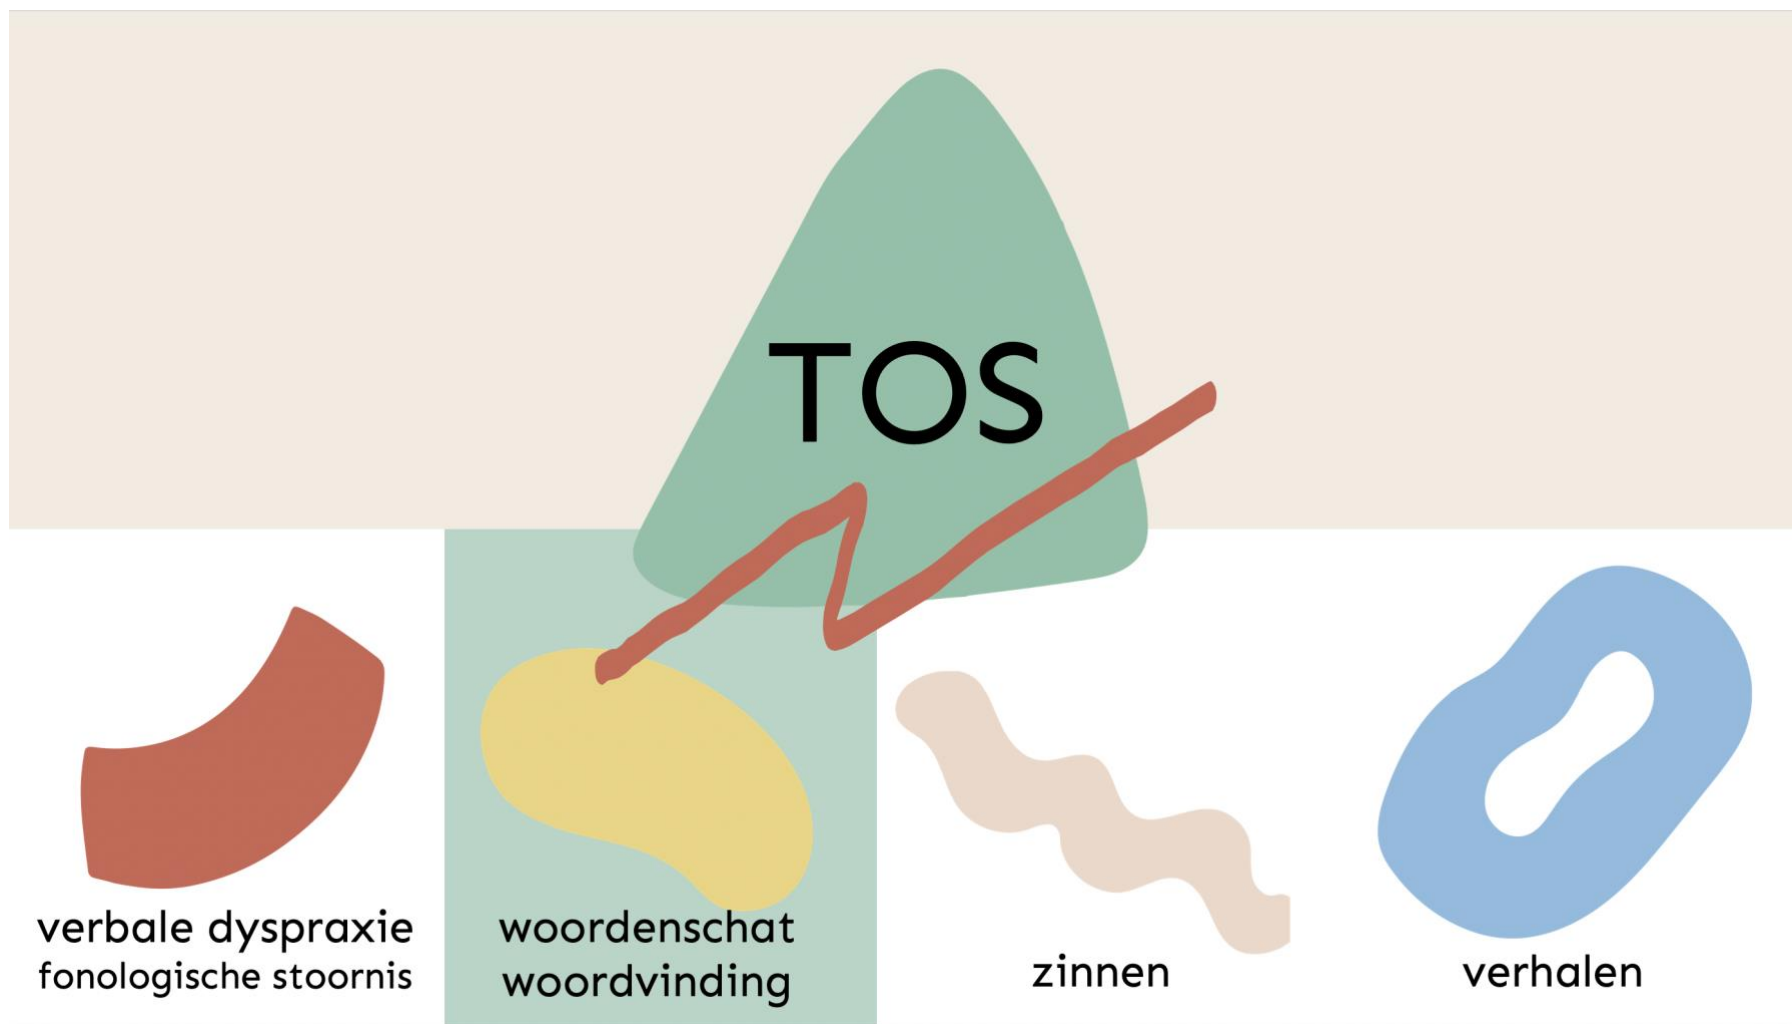 TOS
verbale dyspraxie
fonologische stoornis
woordenschat
woordvinding
zinnen
verhalen